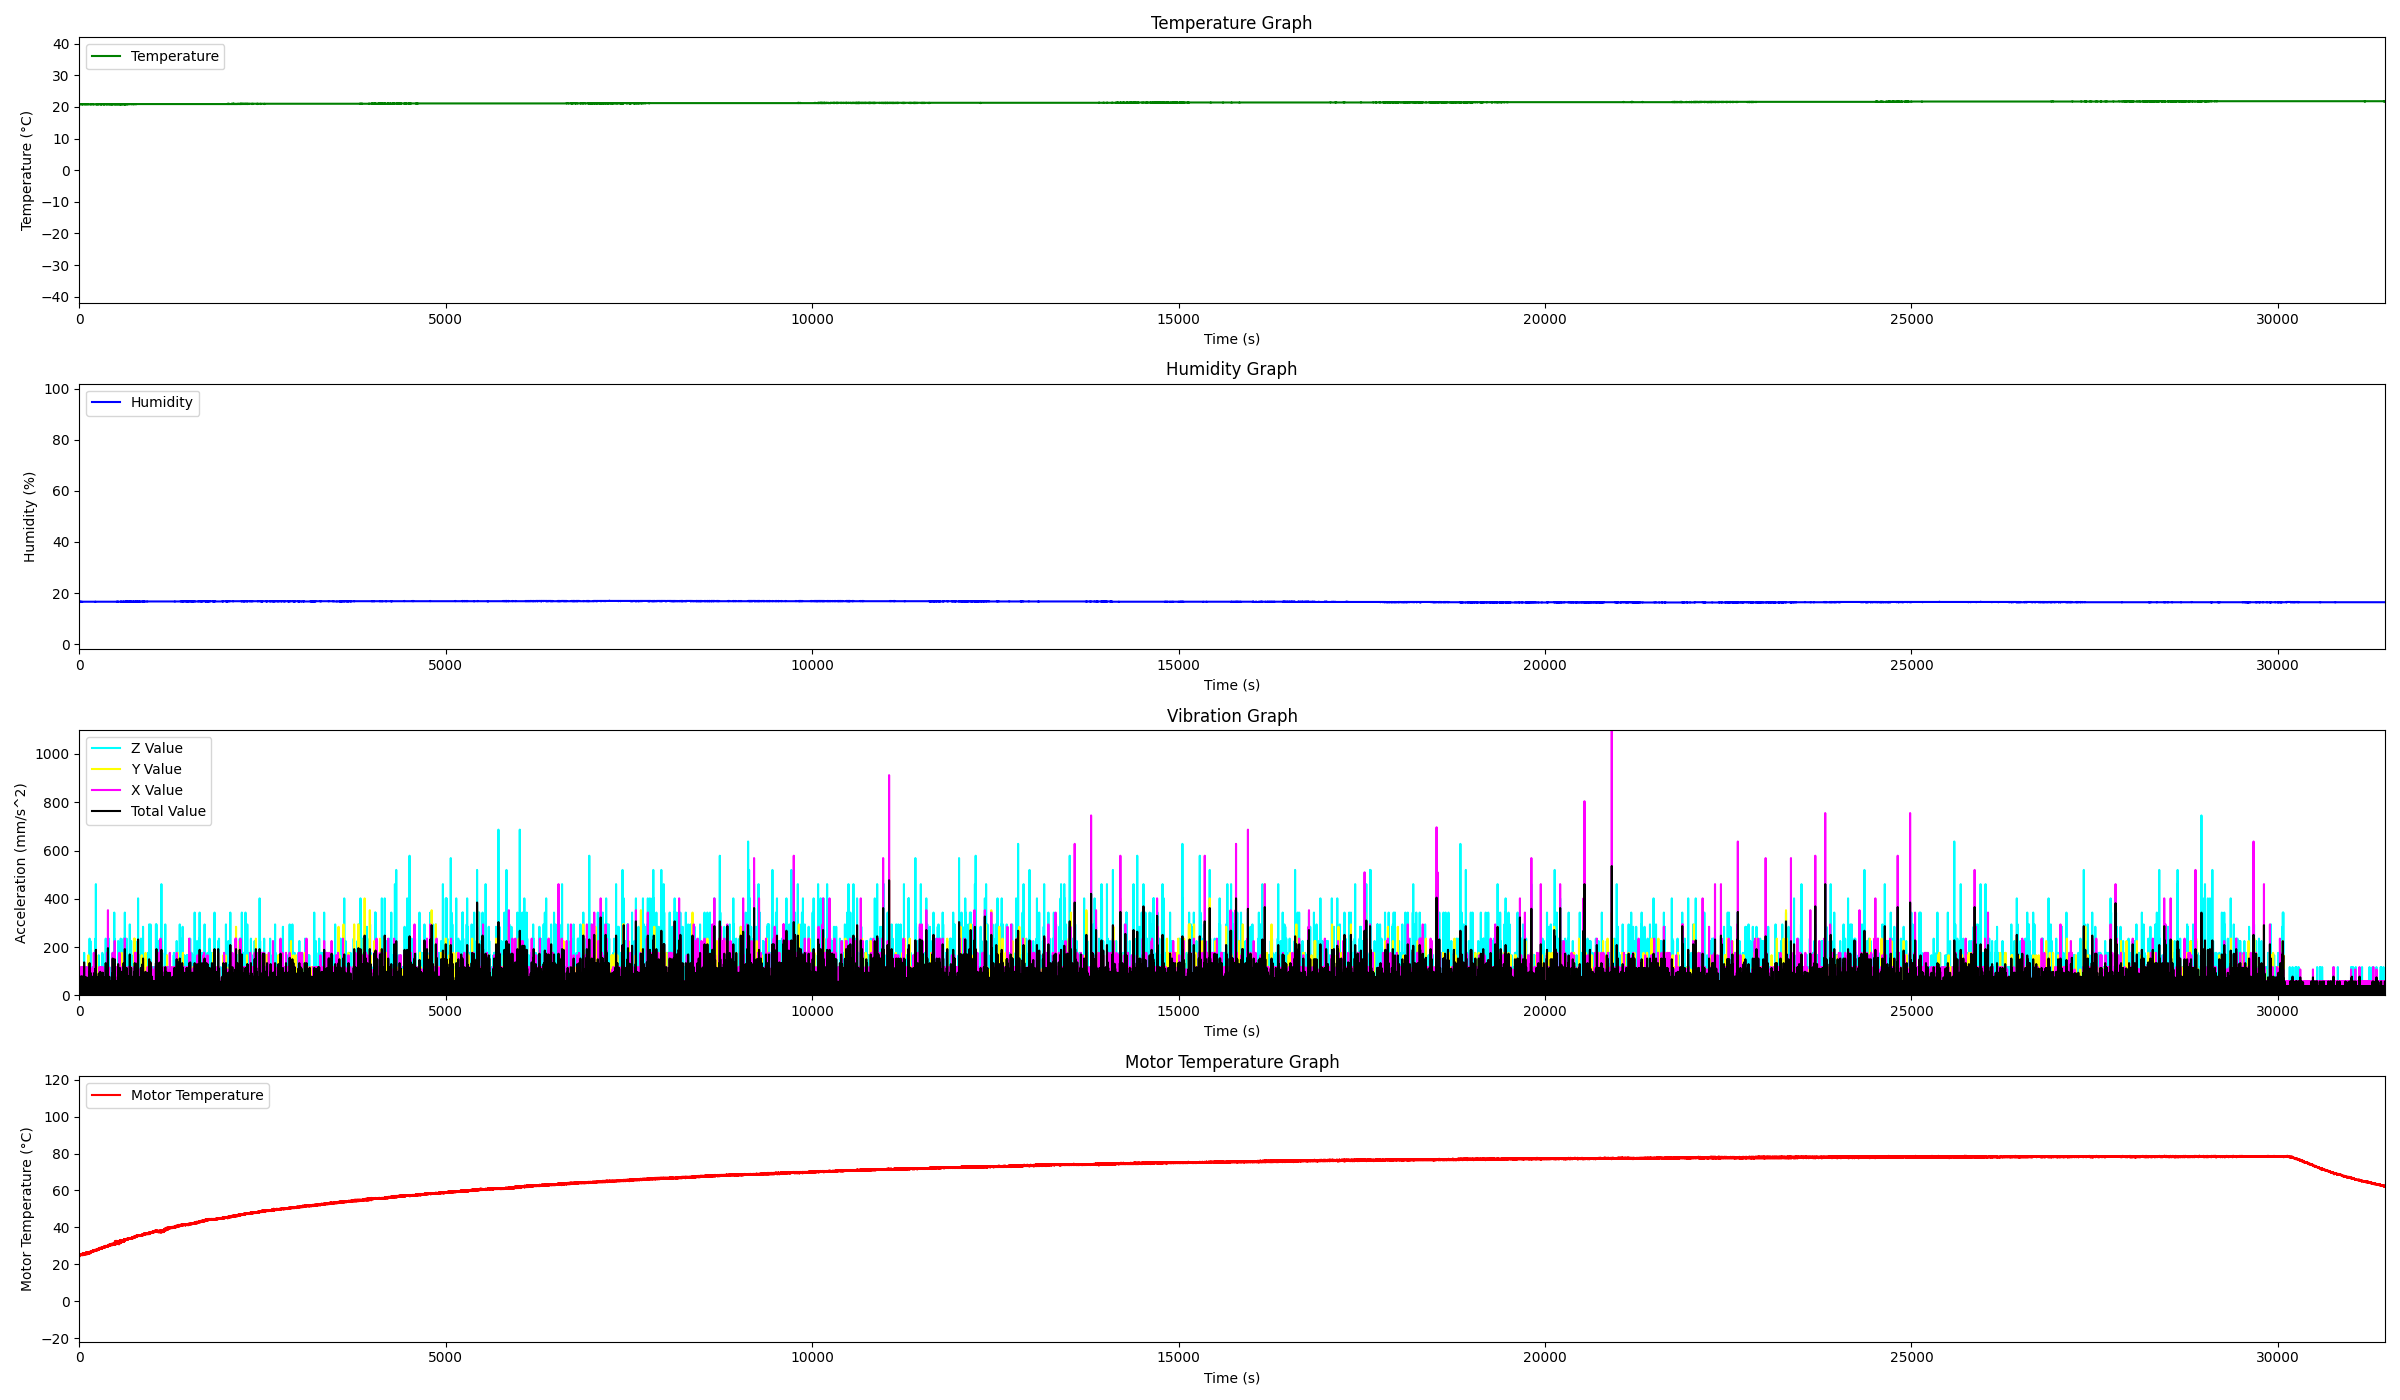 Temperature Graph
Temperature
40
30
20
10
0
−10
−20
−30
−40
Temperature (°C)
0 5000 10000 15000 20000 25000 30000
Time (s)
Humidity Graph
Humidity
100
80
60
40
20
0
Humidity (%)
0 5000 10000 15000 20000 25000 30000
Time (s)
Vibration Graph
Z Value
Y Value
X Value
Total Value
1000
800
600
400
200
0
Acceleration (mm/s^2)
0 5000 10000 15000 20000 25000 30000
Time (s)
Motor Temperature Graph
Motor Temperature
120
100
80
60
40
20
0
−20
Motor Temperature (°C)
0 5000 10000 15000 20000 25000 30000
Time (s)